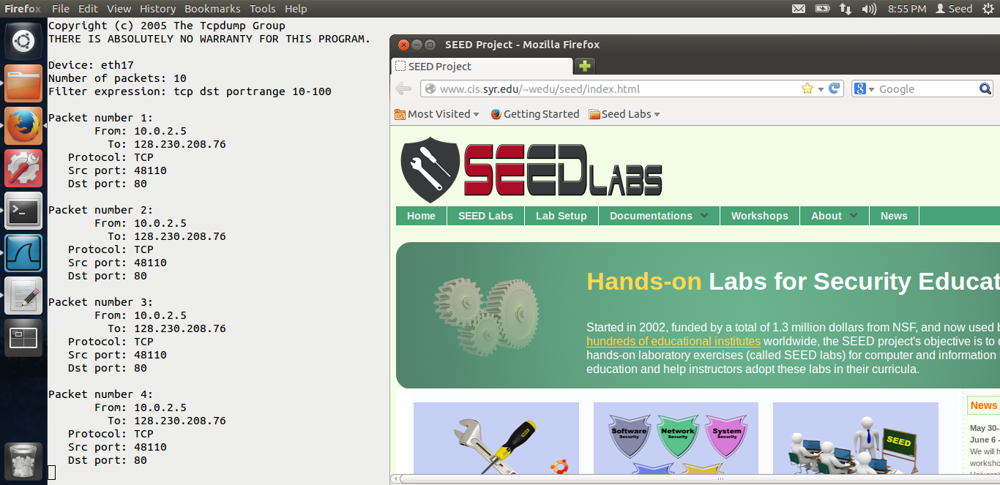 Firefox File Edit View History Bookmarks Tools Help 8:55 PM Seed
Copyright (c) 2005 The Tcpdump Group
THERE IS ABSOLUTELY NO WARRANTY FOR THIS PROGRAM.
Device: eth17
Number of packets: 10
Filter expression: tcp dst portrange 10-100
Packet number 1:
From: 10.0.2.5
To: 128.230.208.76
Protocol: TCP
Src port: 48110
Dst port: 80
Packet number 2:
From: 10.0.2.5
To: 128.230.208.76
Protocol: TCP
Src port: 48110
Dst port: 80
Packet number 3:
From: 10.0.2.5
To: 128.230.208.76
Protocol: TCP
Src port: 48110
Dst port: 80
Packet number 4:
From: 10.0.2.5
To: 128.230.208.76
Protocol: TCP
Src port: 48110
Dst port: 80
SEED Project - Mozilla Firefox
SEED Project
www.cis.syr.edu/~wedu/seed/index.html Google
Most Visited Getting Started Seed Labs
SEED LABS
Home SEED Labs Lab Setup Documentations Workshops About News
Hands-on Labs for Security Educat
Started in 2002, funded by a total of 1.3 million dollars from NSF, and now used
hundreds of educational institutes worldwide, the SEED project's objective is to
hands-on laboratory exercises (called SEED labs) for computer and information
education and help instructors adopt these labs in their curricula.
Software Security
Network Security
System Security
SEED
News
May 30-
June 6 -
We will h
worksho